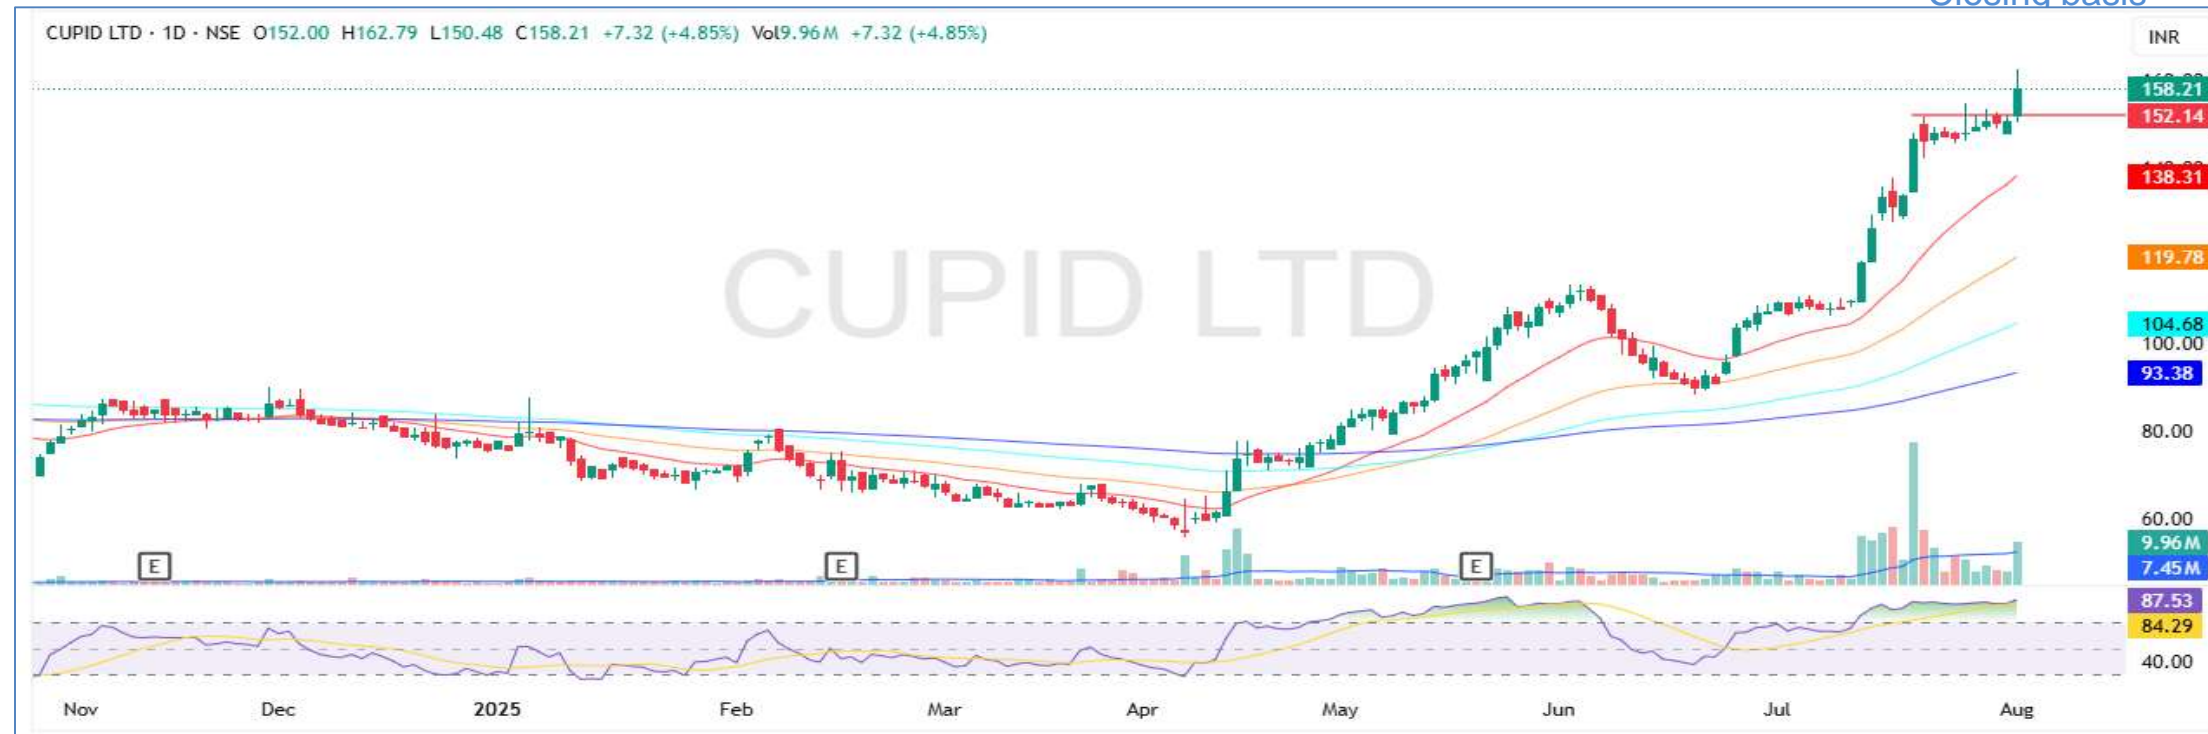 Closing basis
CUPID LTD · 1D · NSE O152.00 H162.79 L150.48 C158.21 +7.32 (+4.85%) Vol9.96M +7.32 (+4.85%)
INR
158.21
152.14
138.31
CUPID LTD
119.78
104.68
100.00
93.38
80.00
60.00
9.96M
E E E
7.45M
87.53
84.29
40.00
Nov Dec 2025 Feb Mar Apr May Jun Jul Aug